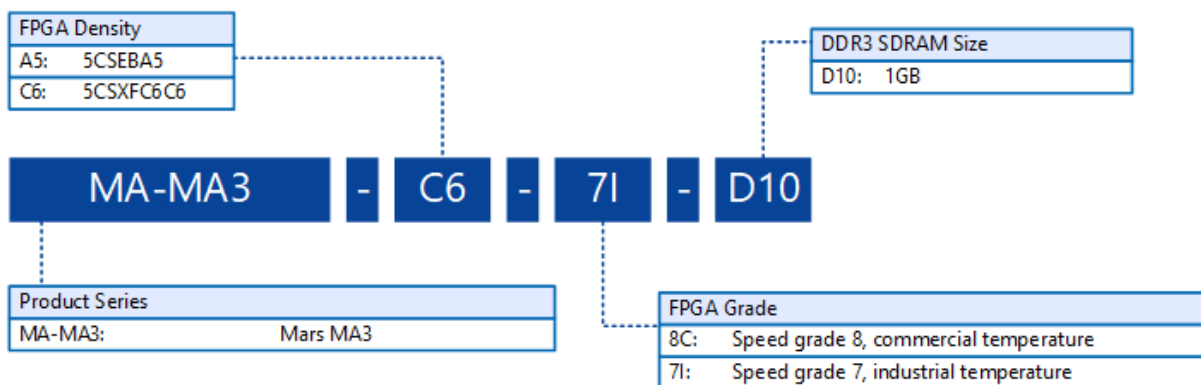 FPGA Density
A5: 5CSEBA5
C6: 5CSXFC6C6
DDR3 SDRAM Size
D10: 1GB
MA-MA3 - C6 - 7I - D10
Product Series
MA-MA3: Mars MA3
FPGA Grade
8C: Speed grade 8, commercial temperature
7I: Speed grade 7, industrial temperature